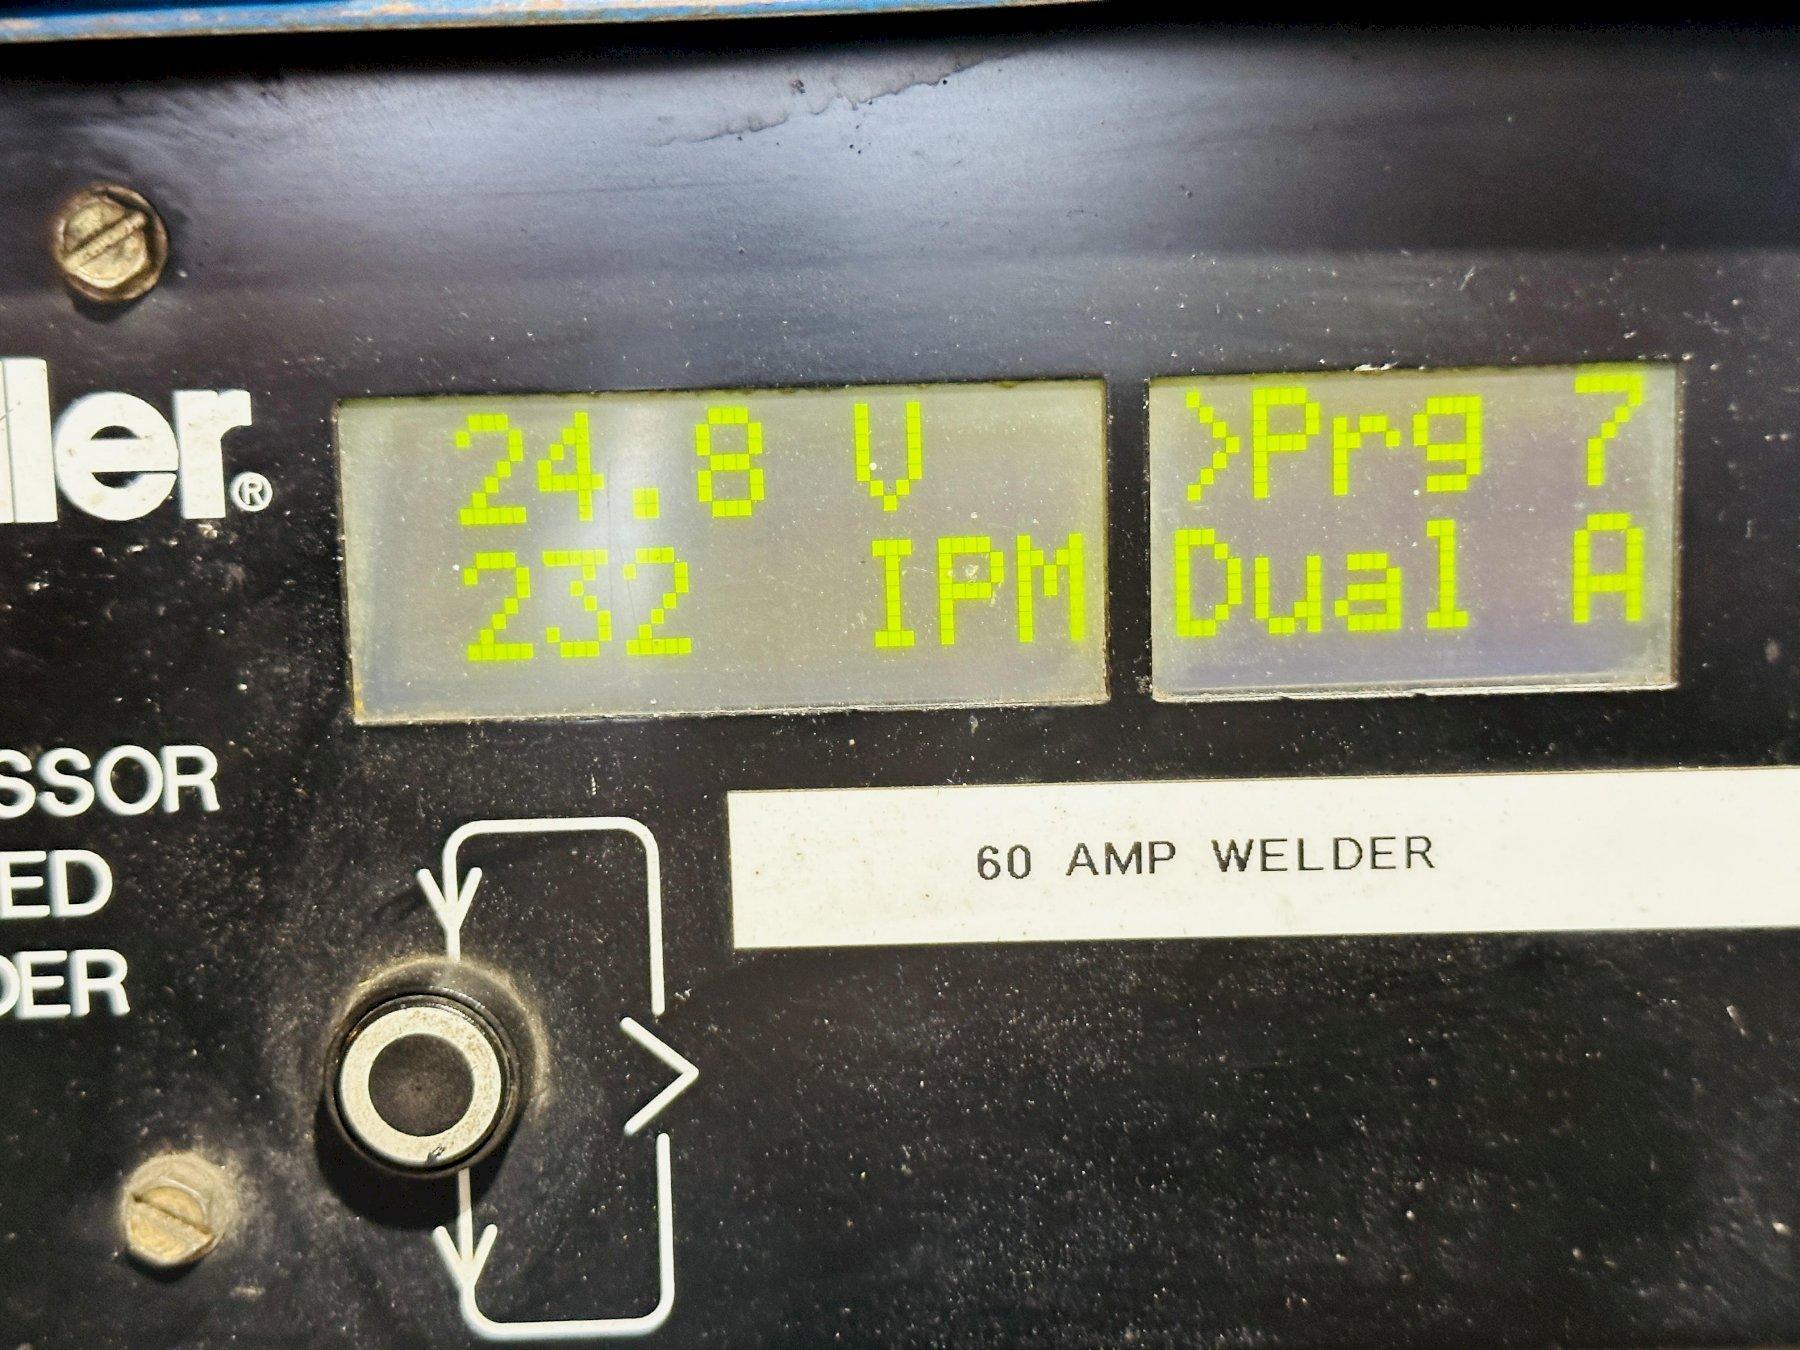 ller®
24.8 V
232 IPM
>Prg 7
Dual A
SSOR
ED
DER
60 AMP WELDER